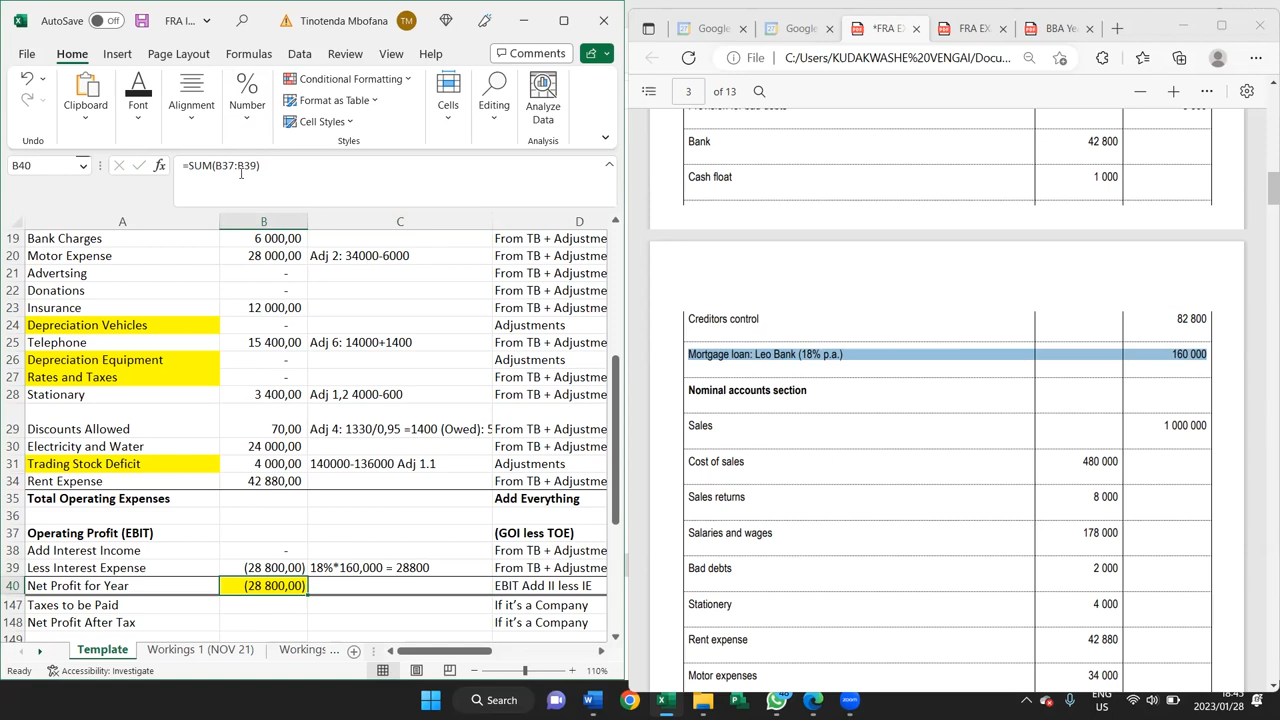 AutoSave Off FRA I... Tinotenda Mbofana TM
File Home Insert Page Layout Formulas Data Review View Help Comments
Clipboard Font Alignment Number Conditional Formatting Format as Table Cell Styles Cells Editing Analyze Data
Undo Styles Analysis
B40 fx =SUM(B37:B39)
A B C D
19 Bank Charges 6 000,00 From TB + Adjustme
20 Motor Expense 28 000,00 Adj 2: 34000-6000 From TB + Adjustme
21 Advertsing - From TB + Adjustme
22 Donations - From TB + Adjustme
23 Insurance 12 000,00 From TB + Adjustme
24 Depreciation Vehicles - Adjustments
25 Telephone 15 400,00 Adj 6: 14000+1400 From TB + Adjustme
26 Depreciation Equipment - Adjustments
27 Rates and Taxes - From TB + Adjustme
28 Stationary 3 400,00 Adj 1,2 4000-600 From TB + Adjustme
29 Discounts Allowed 70,00 Adj 4: 1330/0,95 =1400 (Owed): 5 From TB + Adjustme
30 Electricity and Water 24 000,00 From TB + Adjustme
31 Trading Stock Deficit 4 000,00 140000-136000 Adj 1.1 Adjustments
34 Rent Expense 42 880,00 From TB + Adjustme
35 Total Operating Expenses Add Everything
36
37 Operating Profit (EBIT) (GOI less TOE)
38 Add Interest Income - From TB + Adjustme
39 Less Interest Expense (28 800,00) 18%*160,000 = 28800 From TB + Adjustme
40 Net Profit for Year (28 800,00) EBIT Add II less IE
147 Taxes to be Paid If it's a Company
148 Net Profit After Tax If it's a Company
149
Template Workings 1 (NOV 21) Workings ...
Ready Accessibility: Investigate 110%
Google Google *FRA EX FRA EX BBA Ye
File C:/Users/KUDAKWASHE%20VENGAI/Docu...
3 of 13
Bank 42 800
Cash float 1 000
Creditors control 82 800
Mortgage loan: Leo Bank (18% p.a.) 160 000
Nominal accounts section
Sales 1 000 000
Cost of sales 480 000
Sales returns 8 000
Salaries and wages 178 000
Bad debts 2 000
Stationery 4 000
Rent expense 42 880
Motor expenses 34 000
Search 48 ENG US 18:43 2023/01/28